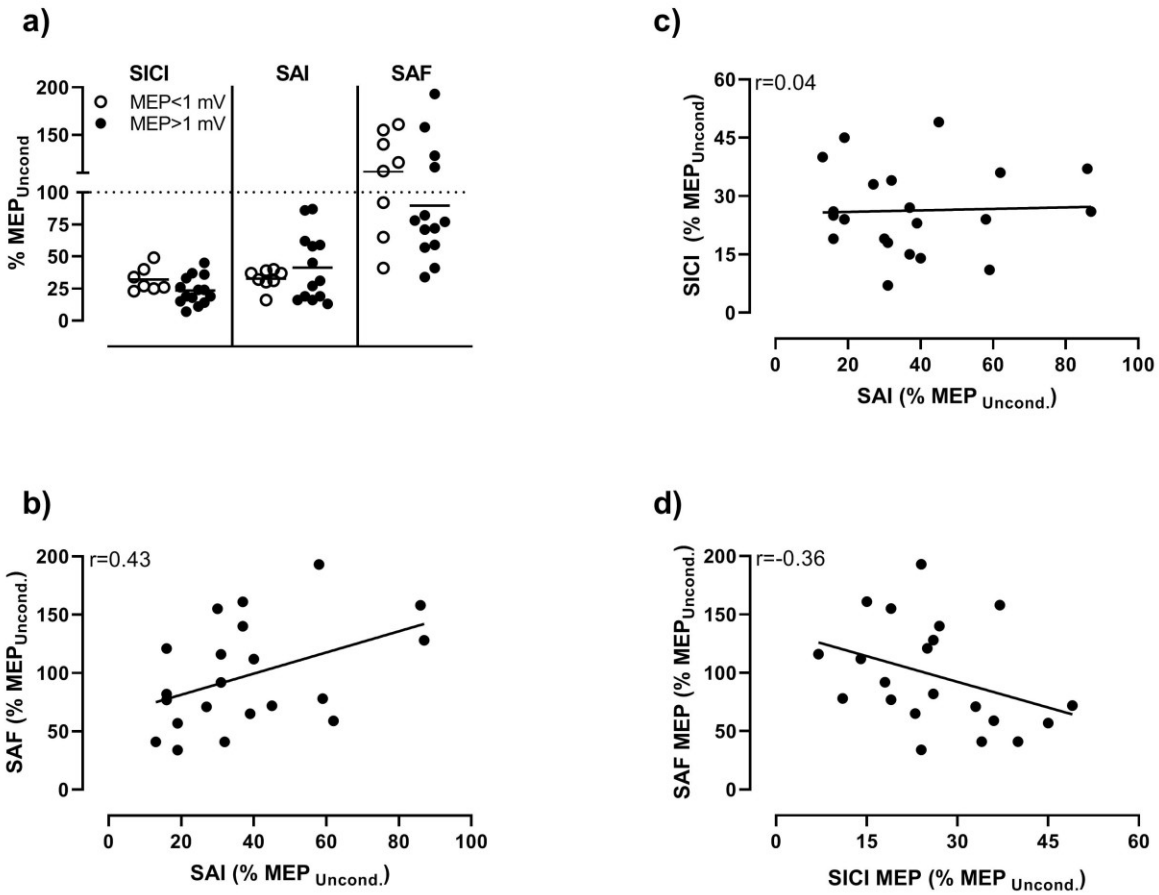 a)
SICI SAI SAF
MEP<1 mV
MEP>1 mV
% MEPUncond
200
150
100
75
50
25
0
c)
r=0.04
SICI (% MEPUncond)
60
45
30
15
0
0 20 40 60 80 100
SAI (% MEP Uncond.)
b)
r=0.43
SAF (% MEPUncond.)
200
150
100
50
0
0 20 40 60 80 100
SAI (% MEP Uncond.)
d)
r=-0.36
SAF MEP (% MEPUncond.)
200
150
100
50
0
0 15 30 45 60
SICI MEP (% MEP Uncond.)